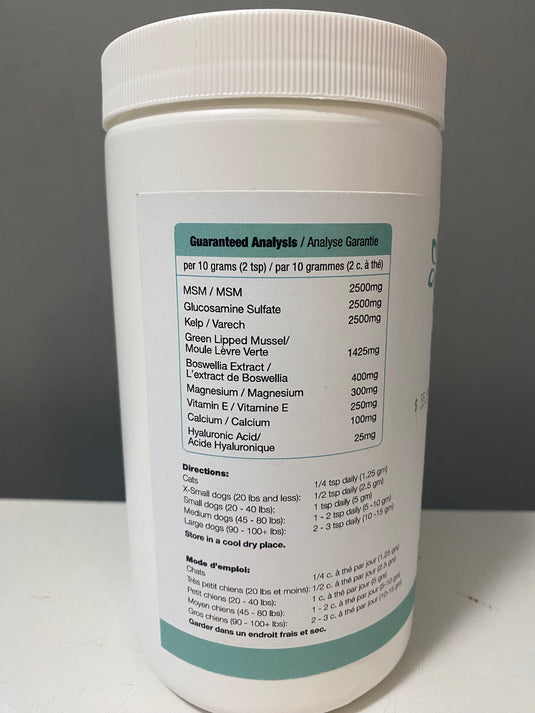 Guaranteed Analysis / Analyse Garantie
per 10 grams (2 tsp) / par 10 grammes (2 c. à thé)
MSM / MSM 2500mg
Glucosamine Sulfate 2500mg
Kelp / Varech 2500mg
Green Lipped Mussel/
Moule Lèvre Verte 1425mg
Boswellia Extract /
L'extract de Boswellia 400mg
Magnesium / Magnesium 300mg
Vitamin E / Vitamine E 250mg
Calcium / Calcium 100mg
Hyaluronic Acid/
Acide Hyaluronique 25mg
Directions:
Cats 1/4 tsp daily (1.25 gm)
X-Small dogs (20 lbs and less): 1/2 tsp daily (2.5 gm)
Small dogs (20 - 40 lbs): 1 tsp daily (5 gm)
Medium dogs (45 - 80 lbs): 1 - 2 tsp daily (5 -10 gm)
Large dogs (90 - 100+ lbs): 2 - 3 tsp daily (10 -15 gm)
Store in a cool dry place.
Mode d'emploi:
Chats 1/4 c. à thé par jour (1.25 gm)
Très petit chiens (20 lbs et moins): 1/2 c. à thé par jour (2.5 gm)
Petit chiens (20 - 40 lbs): 1 c. à thé par jour (5 gm)
Moyen chiens (45 - 80 lbs): 1 - 2 c. à thé par jour (5-10 gm)
Gros chiens (90 - 100+ lbs): 2 - 3 c. à thé par jour (10-15 gm)
Garder dans un endroit frais et sec.